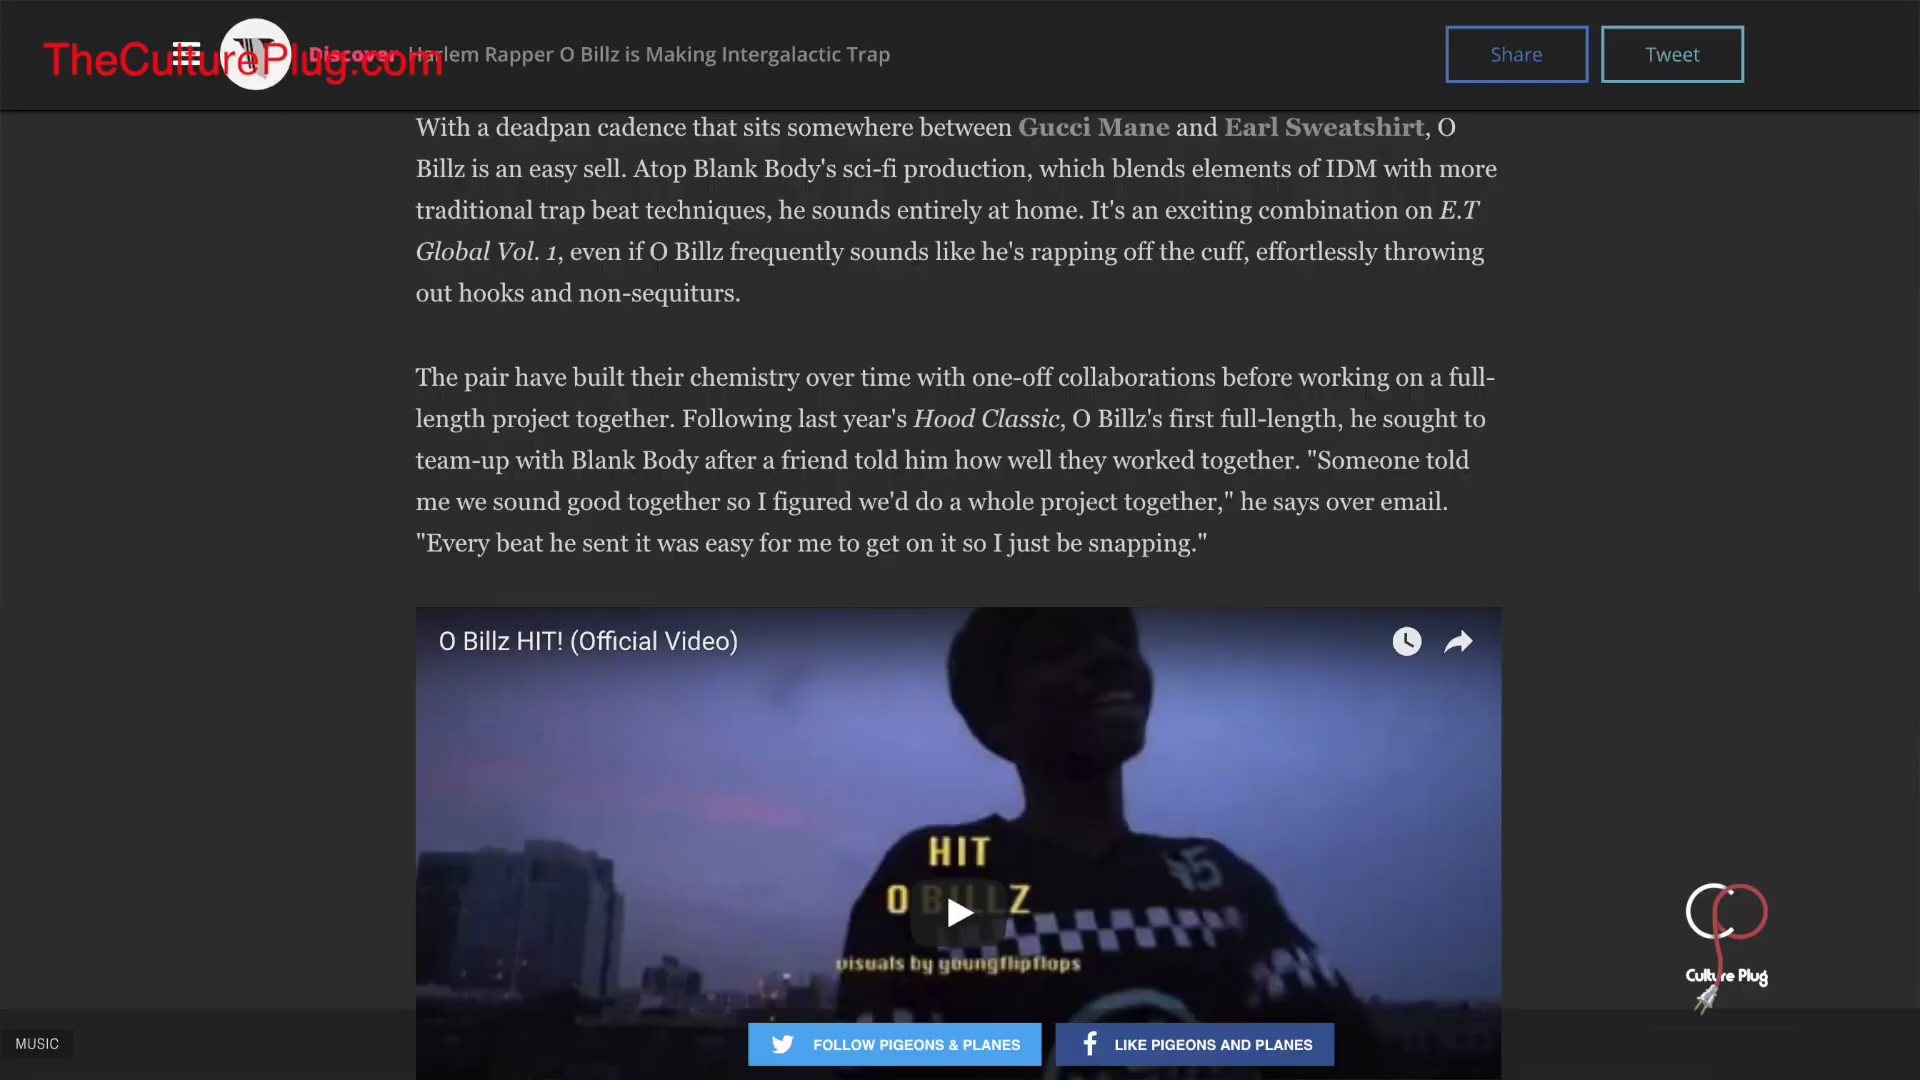 TheCulturePlug.com
Discover Harlem Rapper O Billz is Making Intergalactic Trap
Share
Tweet
With a deadpan cadence that sits somewhere between Gucci Mane and Earl Sweatshirt, O
Billz is an easy sell. Atop Blank Body's sci-fi production, which blends elements of IDM with more
traditional trap beat techniques, he sounds entirely at home. It's an exciting combination on E.T
Global Vol. 1, even if O Billz frequently sounds like he's rapping off the cuff, effortlessly throwing
out hooks and non-sequiturs.
The pair have built their chemistry over time with one-off collaborations before working on a full-
length project together. Following last year's Hood Classic, O Billz's first full-length, he sought to
team-up with Blank Body after a friend told him how well they worked together. "Someone told
me we sound good together so I figured we'd do a whole project together," he says over email.
"Every beat he sent it was easy for me to get on it so I just be snapping."
O Billz HIT! (Official Video)
HIT
O BILLZ
visuals by youngflipflops
45
Culture Plug
MUSIC
FOLLOW PIGEONS & PLANES
LIKE PIGEONS AND PLANES